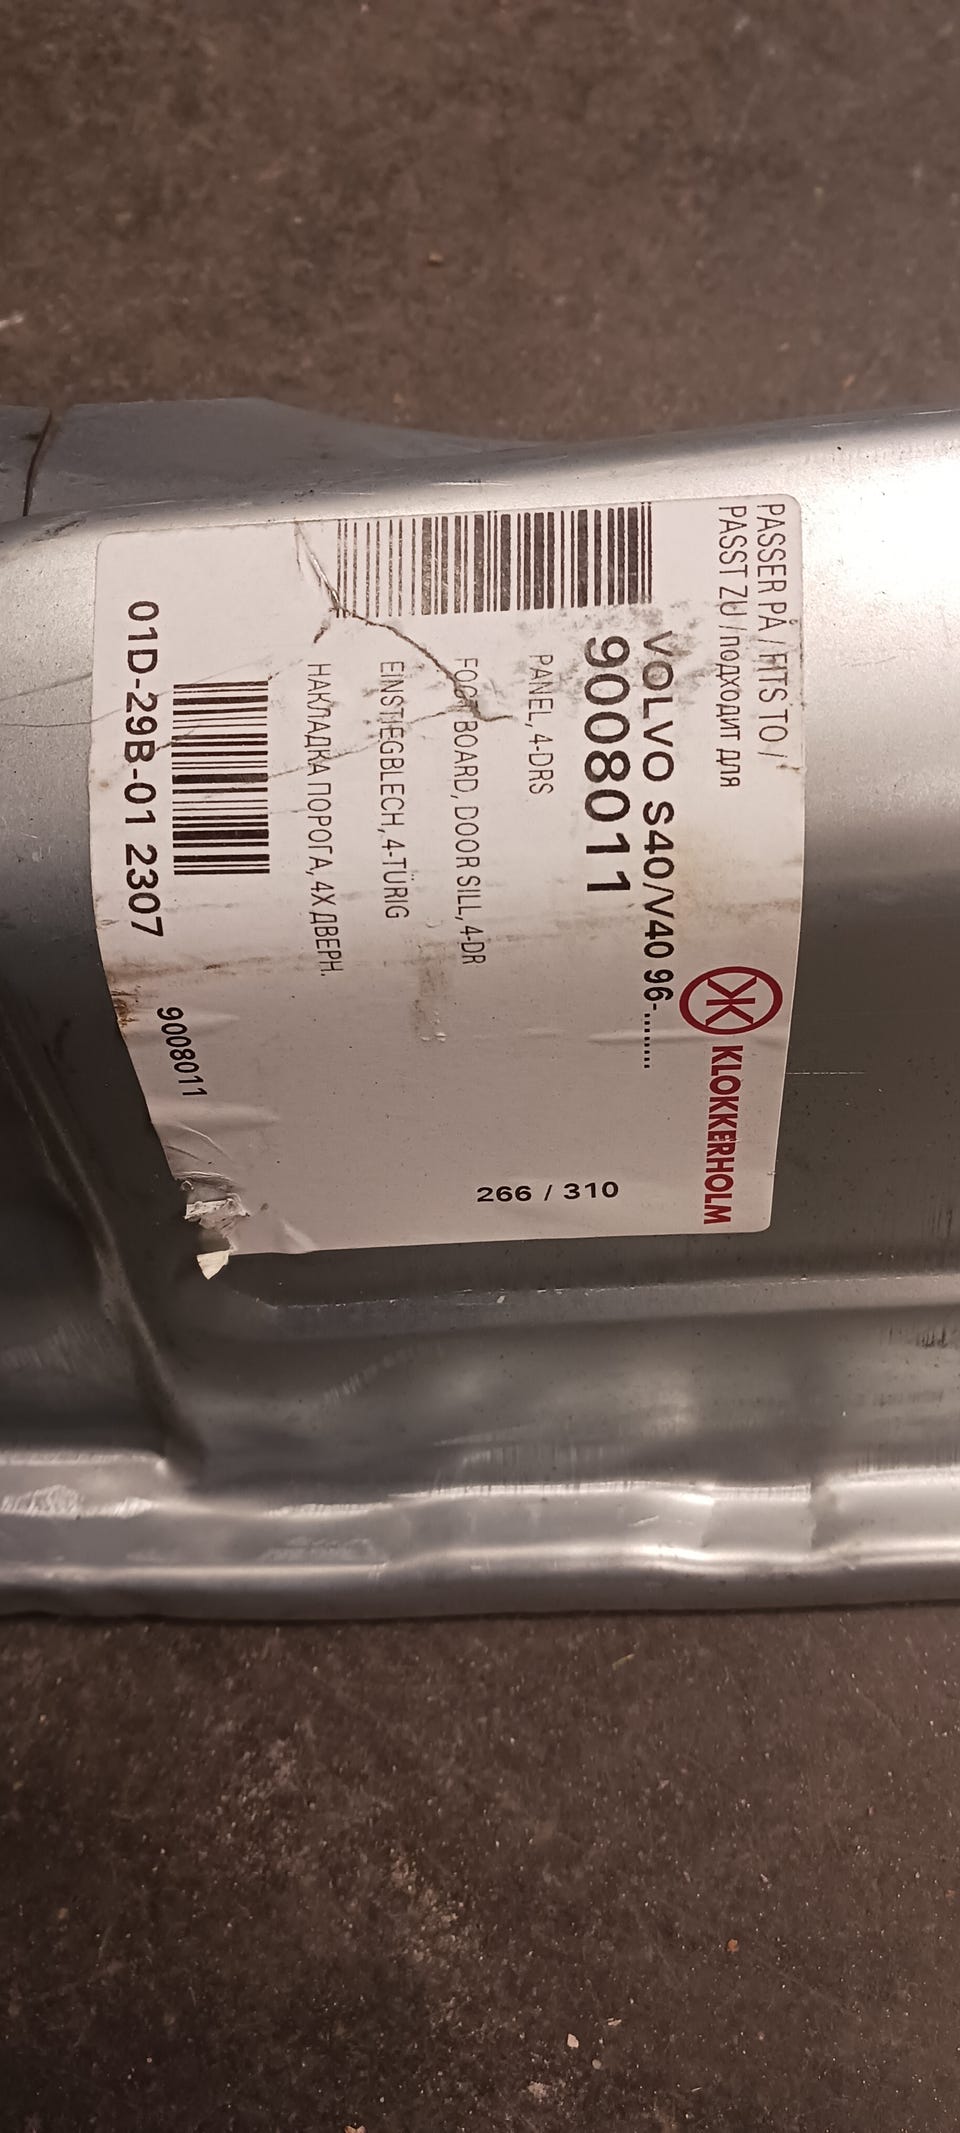 PASSER PÅ / FITS TO /
PASST ZU / подходит для
KLOKKERHOLM
VOLVO S40/V40 96-........
9008011
PANEL, 4-DRS
266 / 310
FOOT BOARD, DOOR SILL, 4-DR
EINSTIEGBLECH, 4-TÜRIG
НАКЛАДКА ПОРОГА, 4Х ДВЕРН.
01D-29B-01 2307
9008011